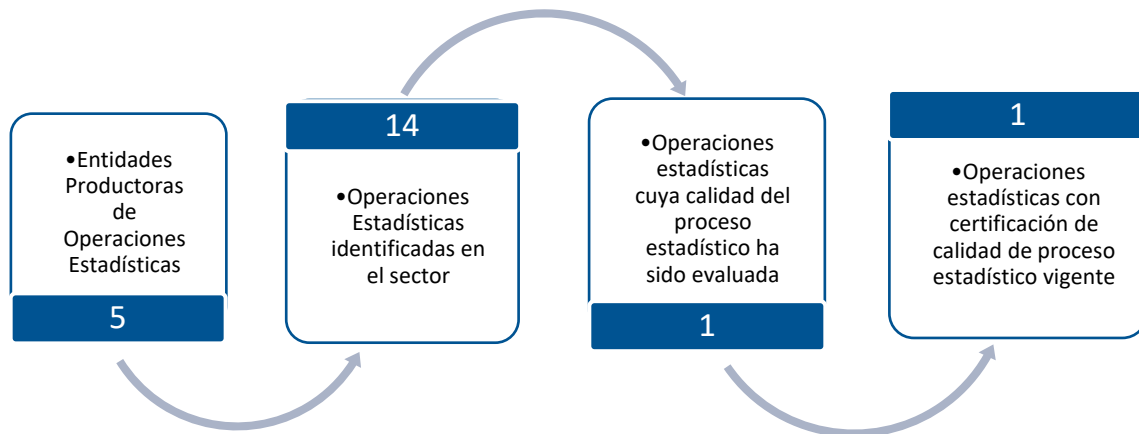 •Entidades
Productoras
de
Operaciones
Estadísticas
5
14
•Operaciones
Estadísticas
identificadas en
el sector
•Operaciones
estadísticas
cuya calidad del
proceso
estadístico ha
sido evaluada
1
1
•Operaciones
estadísticas con
certificación de
calidad de proceso
estadístico vigente